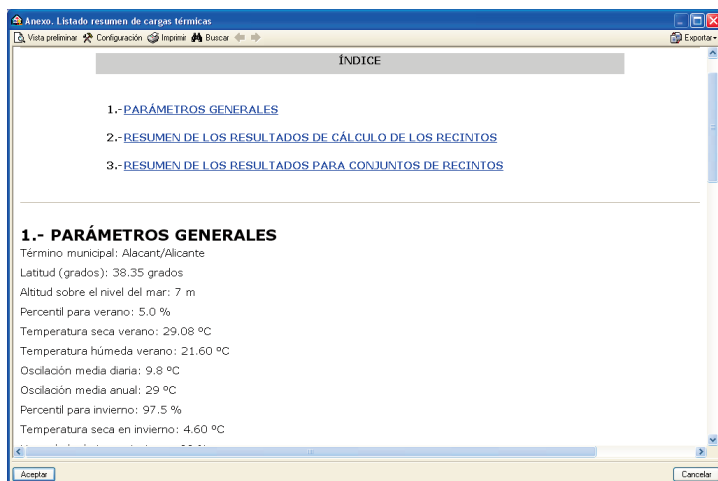 Anexo. Listado resumen de cargas térmicas
Vista preliminar Configuración Imprimir Buscar Exportar
ÍNDICE
1.-PARÁMETROS GENERALES
2.-RESUMEN DE LOS RESULTADOS DE CÁLCULO DE LOS RECINTOS
3.-RESUMEN DE LOS RESULTADOS PARA CONJUNTOS DE RECINTOS
1.- PARÁMETROS GENERALES
Término municipal: Alacant/Alicante
Latitud (grados): 38.35 grados
Altitud sobre el nivel del mar: 7 m
Percentil para verano: 5.0 %
Temperatura seca verano: 29.08 ºC
Temperatura húmeda verano: 21.60 ºC
Oscilación media diaria: 9.8 ºC
Oscilación media anual: 29 ºC
Percentil para invierno: 97.5 %
Temperatura seca en invierno: 4.60 ºC
Aceptar Cancelar